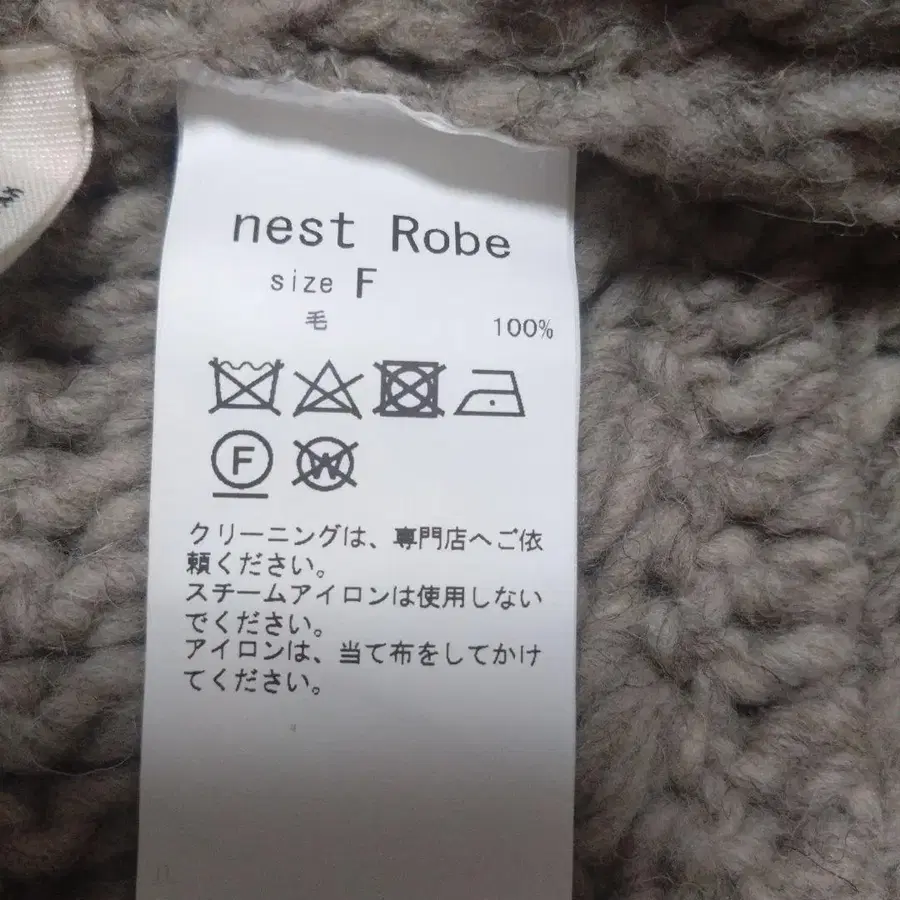 nest Robe
size F
毛 100%
F
W
クリーニングは、専門店へご依
頼ください。
スチームアイロンは使用しない
でください。
アイロンは、当て布をしてかけ
てください。